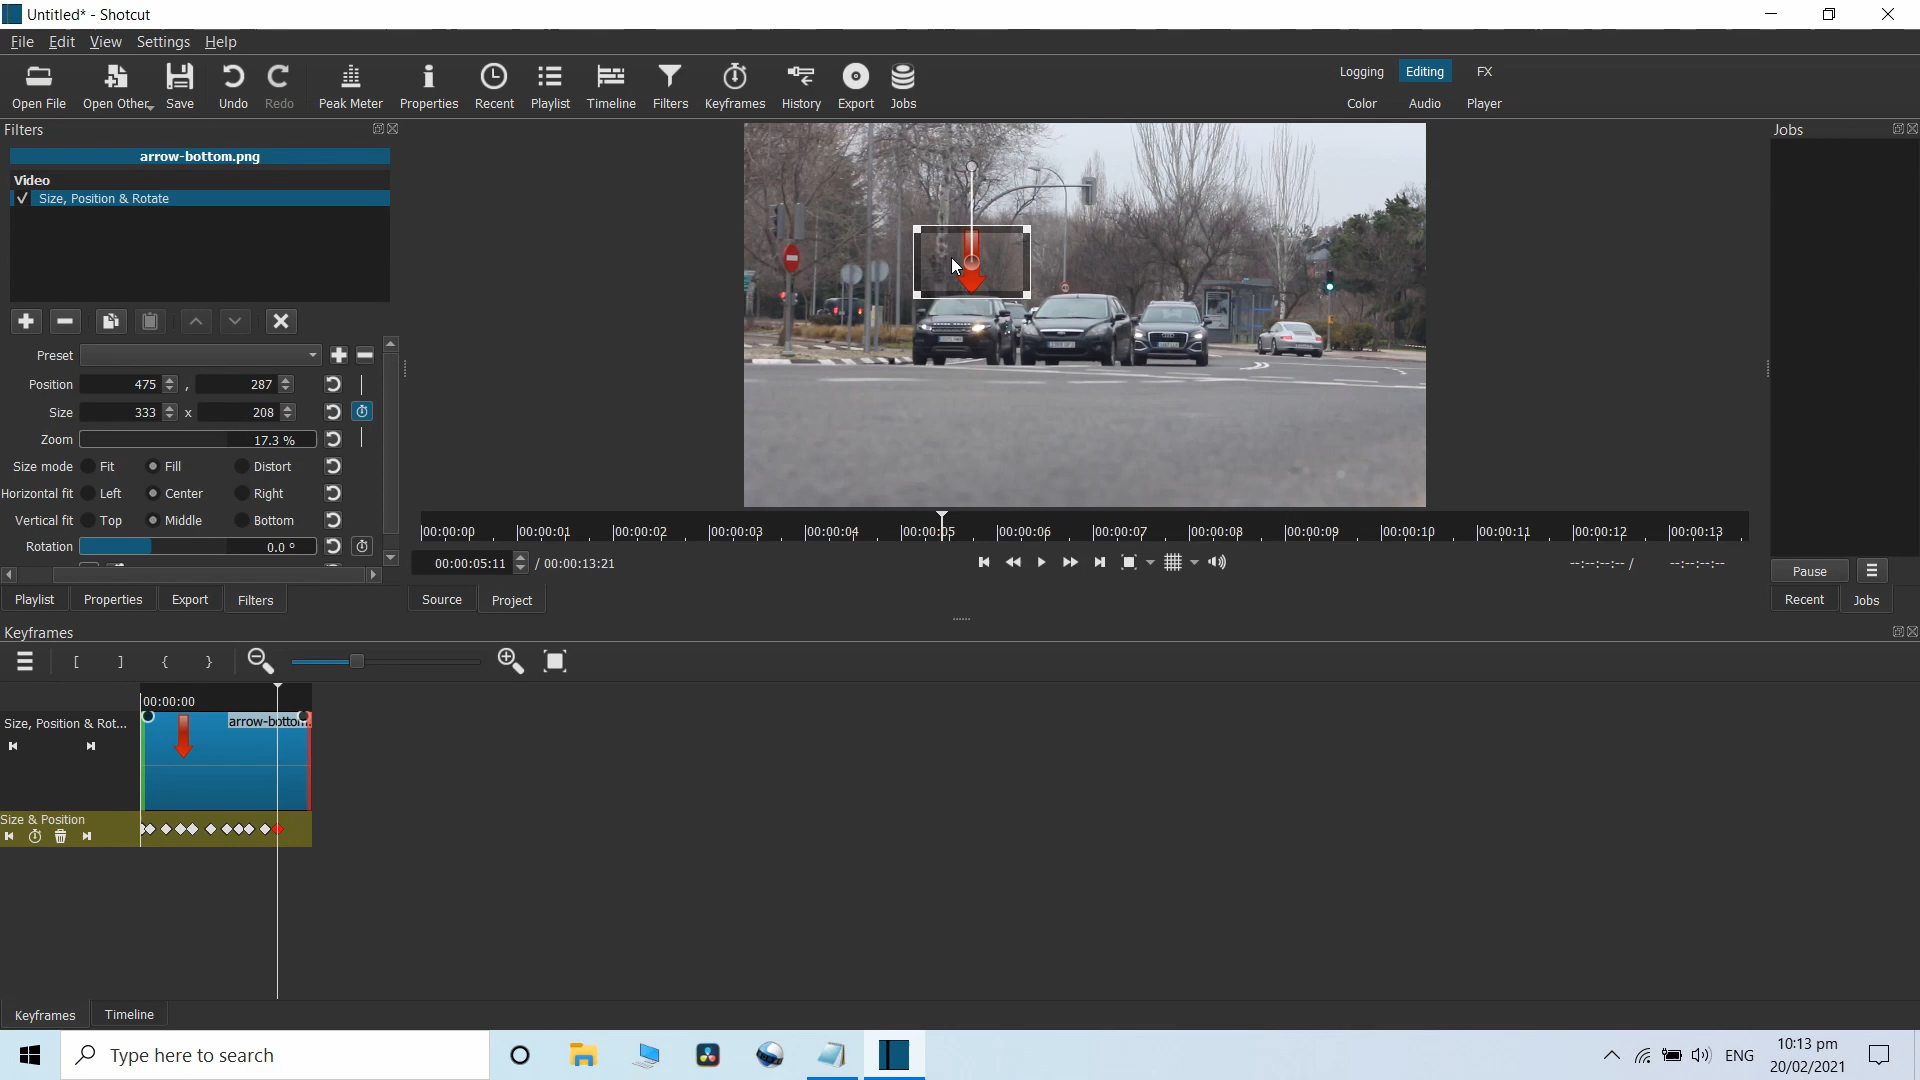 Untitled* - Shotcut
File Edit View Settings Help
Open File Open Other Save Undo Redo Peak Meter Properties Recent Playlist Timeline Filters Keyframes History Export Jobs
Logging Editing FX
Color Audio Player
Filters
arrow-bottom.png
Video
Size, Position & Rotate
Preset
Position 475 , 287
Size 333 x 208
Zoom 17.3 %
Size mode Fit Fill Distort
Horizontal fit Left Center Right
Vertical fit Top Middle Bottom
Rotation 0.0 °
Playlist Properties Export Filters
00:00:00 00:00:01 00:00:02 00:00:03 00:00:04 00:00:05 00:00:06 00:00:07 00:00:08 00:00:09 00:00:10 00:00:11 00:00:12 00:00:13
00:00:05:11 / 00:00:13:21
--:--:--:-- / --:--:--:--
Source Project
Jobs
Pause
Recent Jobs
Keyframes
[ ] { }
00:00:00
Size, Position & Rot...
arrow-bottom.
Size & Position
Keyframes Timeline
Type here to search
ENG
10:13 pm
20/02/2021